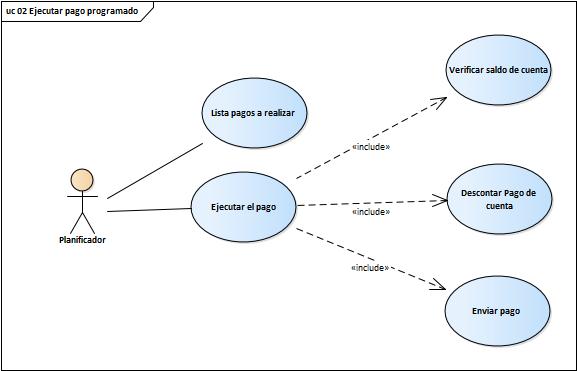 uc 02 Ejecutar pago programado
Verificar saldo de cuenta
Lista pagos a realizar
«include»
Ejecutar el pago
Descontar Pago de
cuenta
«include»
Planificador
«include»
Enviar pago